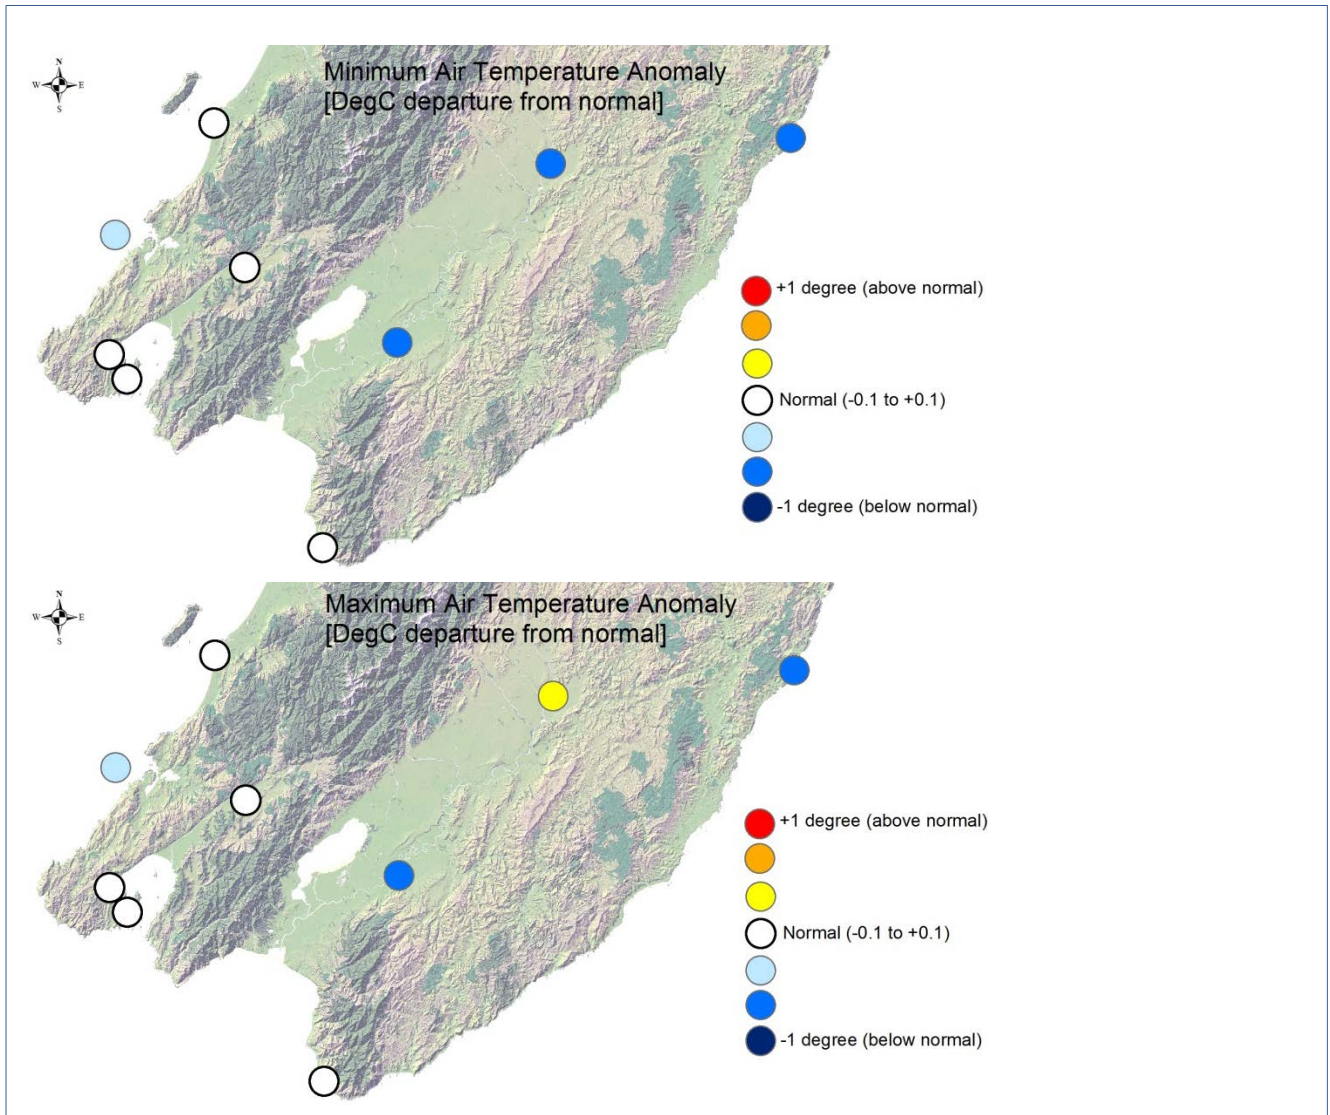 N
W E
S
Minimum Air Temperature Anomaly
[DegC departure from normal]
+1 degree (above normal)
Normal (-0.1 to +0.1)
-1 degree (below normal)
N
W E
S
Maximum Air Temperature Anomaly
[DegC departure from normal]
+1 degree (above normal)
Normal (-0.1 to +0.1)
-1 degree (below normal)